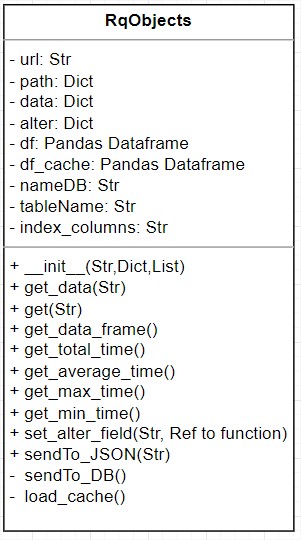 RqObjects
- url: Str
- path: Dict
- data: Dict
- alter: Dict
- df: Pandas Dataframe
- df_cache: Pandas Dataframe
- nameDB: Str
- tableName: Str
- index_columns: Str
+ __init__(Str,Dict,List)
+ get_data(Str)
+ get(Str)
+ get_data_frame()
+ get_total_time()
+ get_average_time()
+ get_max_time()
+ get_min_time()
+ set_alter_field(Str, Ref to function)
+ sendTo_JSON(Str)
- sendTo_DB()
- load_cache()